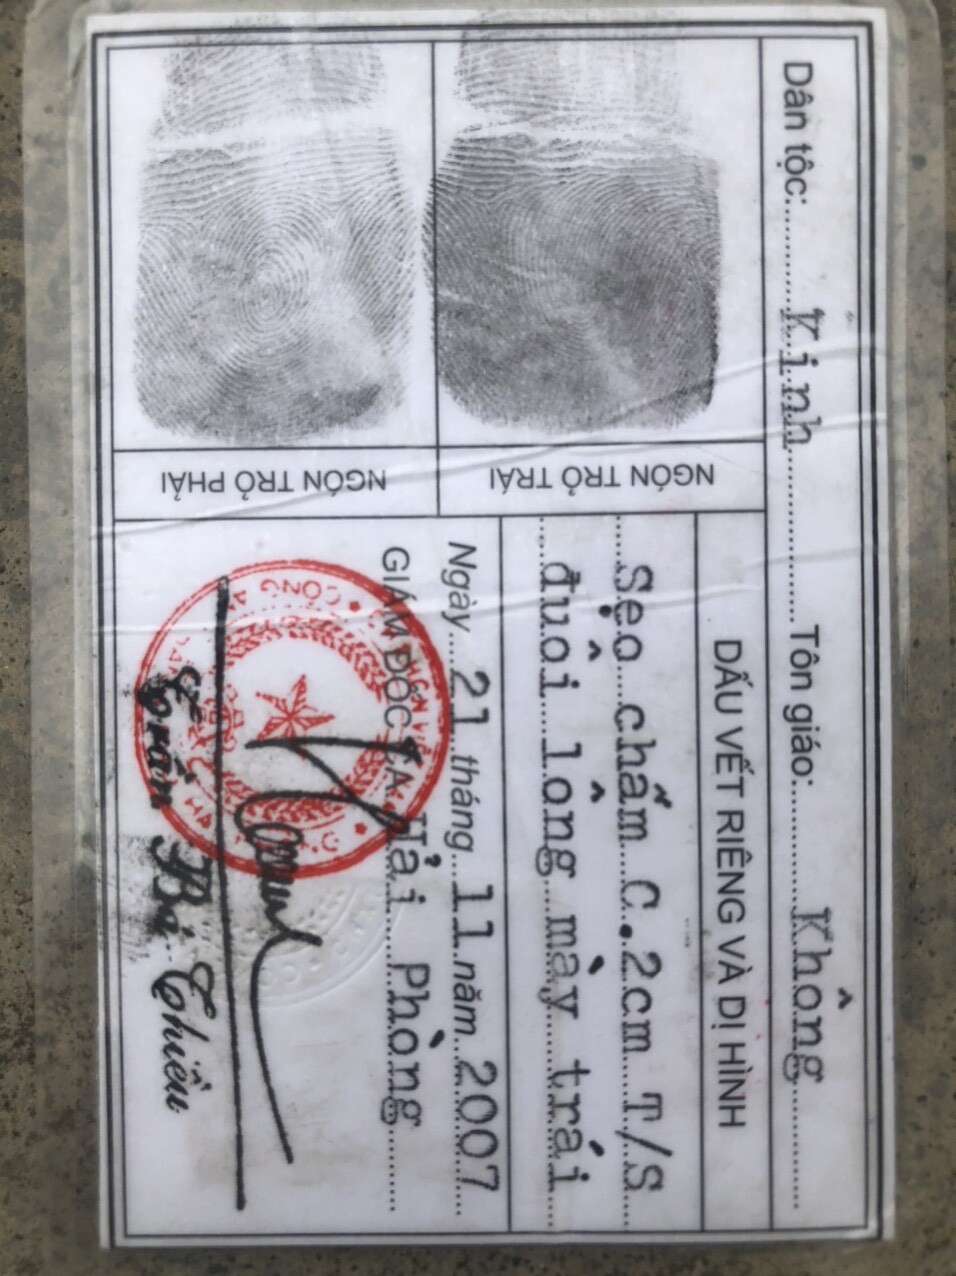 Dân tộc: Kinh Tôn giáo: Không
NGÓN TRỎ TRÁI
NGÓN TRỎ PHẢI
DẤU VẾT RIÊNG VÀ DỊ HÌNH
Sẹo chấm C.2cm T/S
đuôi lông mày trái
Ngày 21 tháng 11 năm 2007
GIÁM ĐỐC CA Hải Phòng
Trần Bá Thiều